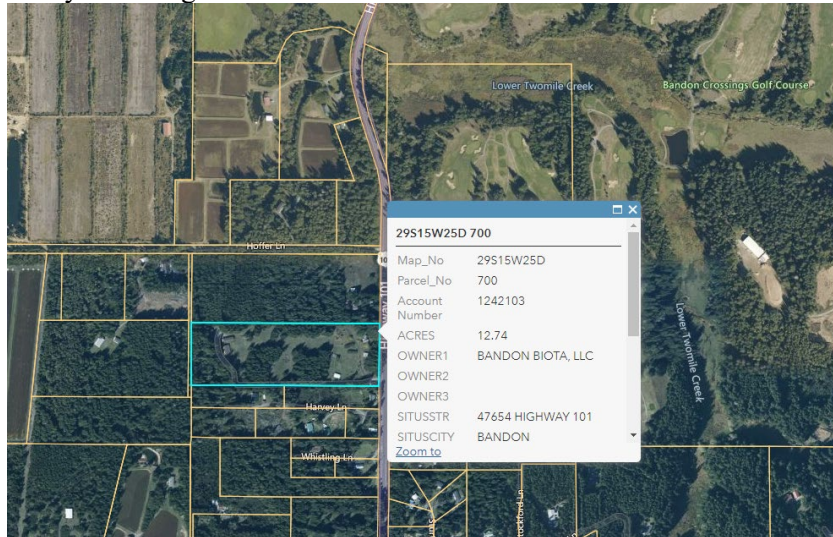 Lower Twomile Creek
Bandon Crossings Golf Course
Hoffer Ln
29S15W25D 700
Map_No 29S15W25D
Parcel_No 700
Account Number 1242103
ACRES 12.74
OWNER1 BANDON BIOTA, LLC
OWNER2
OWNER3
SITUSSTR 47654 HIGHWAY 101
SITUSCITY BANDON
Zoom to
Lower Twomile Creek
Harvey Ln
Whistling Ln